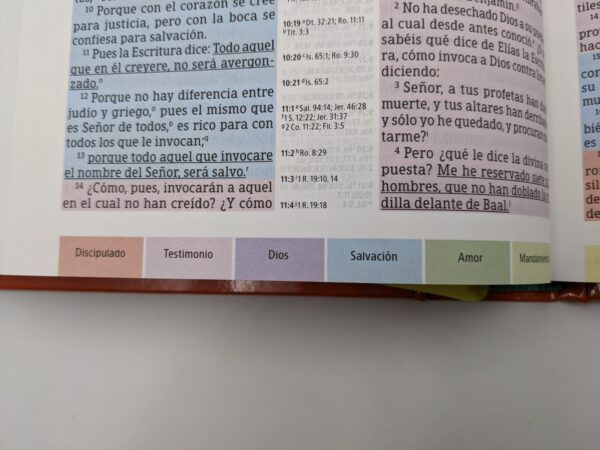 10 Porque con el corazón se cree
para justicia, pero con la boca se
confiesa para salvación.
11 Pues la Escritura dice: Todo aquel
que en él creyere, no será avergon-
zado.ⁿ
12 Porque no hay diferencia entre
judío y griego,º pues el mismo que
es Señor de todos,ᵖ es rico para con
todos los que le invocan;
13 porque todo aquel que invocare
el nombre del Señor, será salvo.ʳ
14 ¿Cómo, pues, invocarán a aquel
en el cual no han creído? ¿Y cómo
10:19 ᵃ Dt. 32:21; Ro. 11:11
ᵇ Tit. 3:3
10:20 ᶜ Is. 65:1; Ro. 9:30
10:21 ᵈ Is. 65:2
11:1 ᵉ Sal. 94:14; Jer. 46:28
ᶠ 1 S. 12:22; Jer. 31:37
ᵍ 2 Co. 11:22; Fil. 3:5
11:2 ʰ Ro. 8:29
11:3 ⁱ 1 R. 19:10, 14
11:4 ʲ 1 R. 19:18
2 No ha desechado Dios a su
al cual desde antes conoció
sabéis qué dice de Elías la
ra, cómo invoca a Dios contra
diciendo:
3 Señor, a tus profetas han
muerte, y tus altares han
y sólo yo he quedado, y procuran
tarme?ⁱ
4 Pero ¿qué le dice la divina
puesta? Me he reservado siete
hombres, que no han doblado la
dilla delante de Baal.ʲ
Discipulado
Testimonio
Dios
Salvación
Amor